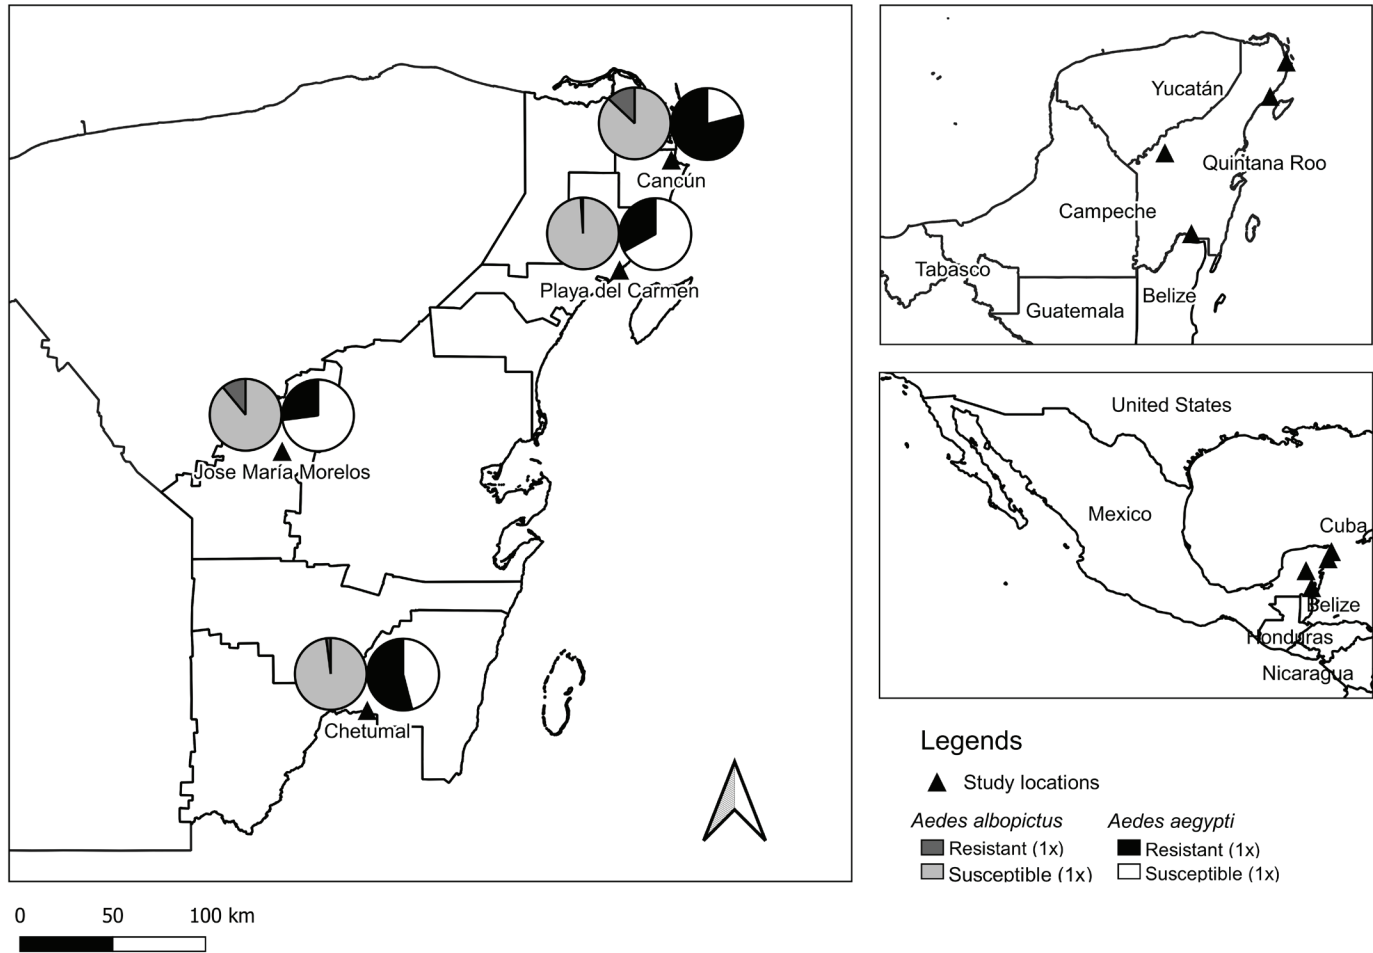 Cancún
Playa del Carmen
Jose María Morelos
Chetumal
0 50 100 km
Yucatán
Quintana Roo
Campeche
Tabasco
Belize
Guatemala
United States
Mexico
Cuba
Belize
Honduras
Nicaragua
Legends
Study locations
Aedes albopictus Aedes aegypti
Resistant (1x) Resistant (1x)
Susceptible (1x) Susceptible (1x)